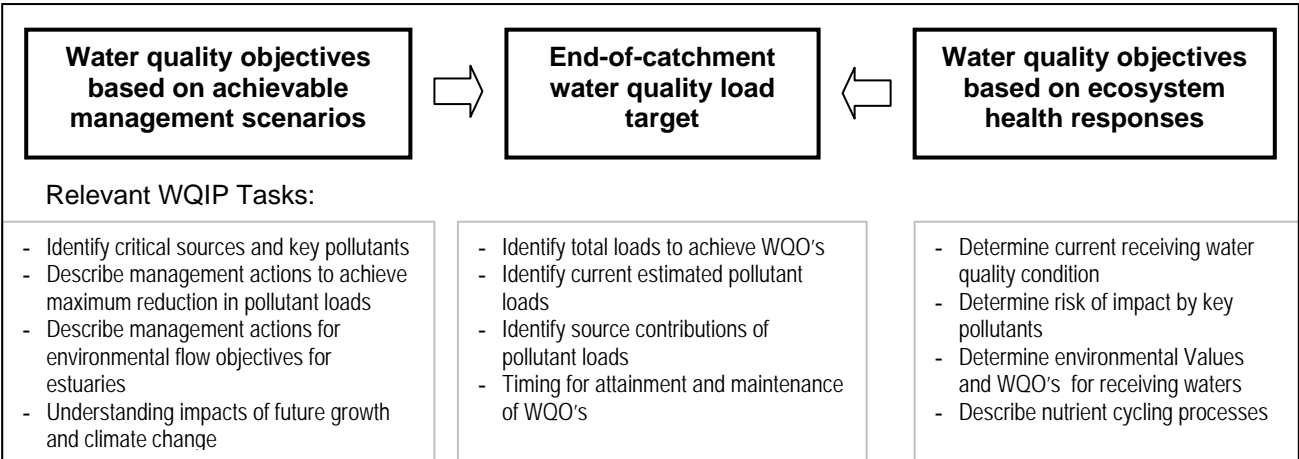 Water quality objectives
based on achievable
management scenarios
End-of-catchment
water quality load
target
Water quality objectives
based on ecosystem
health responses
Relevant WQIP Tasks:
- Identify critical sources and key pollutants
- Describe management actions to achieve
maximum reduction in pollutant loads
- Describe management actions for
environmental flow objectives for
estuaries
- Understanding impacts of future growth
and climate change
- Identify total loads to achieve WQO's
- Identify current estimated pollutant
loads
- Identify source contributions of
pollutant loads
- Timing for attainment and maintenance
of WQO's
- Determine current receiving water
quality condition
- Determine risk of impact by key
pollutants
- Determine environmental Values
and WQO's for receiving waters
- Describe nutrient cycling processes